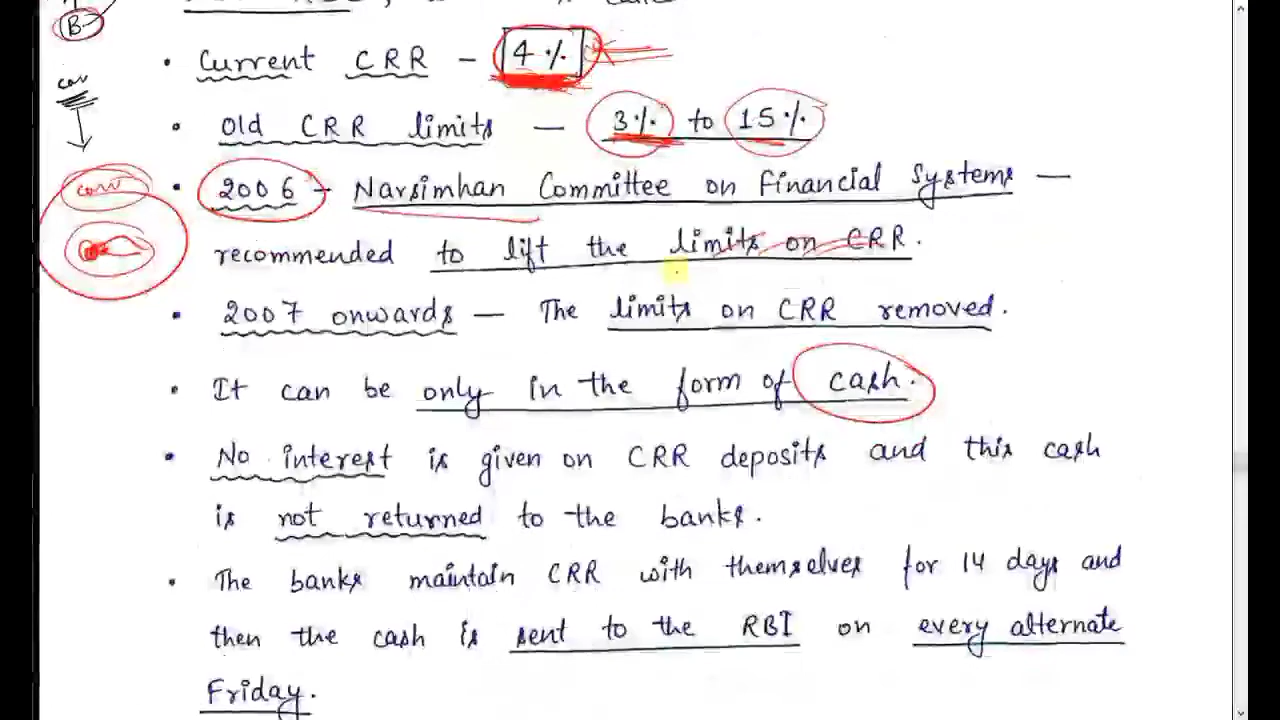 B
• Current CRR - 4%
• Old CRR limits - 3% to 15%
• 2006 - Narsimhan Committee on Financial Systems -
recommended to lift the limits on CRR.
• 2007 onwards - The limits on CRR removed.
• It can be only in the form of cash.
• No interest is given on CRR deposits and this cash
is not returned to the banks.
• The banks maintain CRR with themselves for 14 days and
then the cash is sent to the RBI on every alternate
Friday.